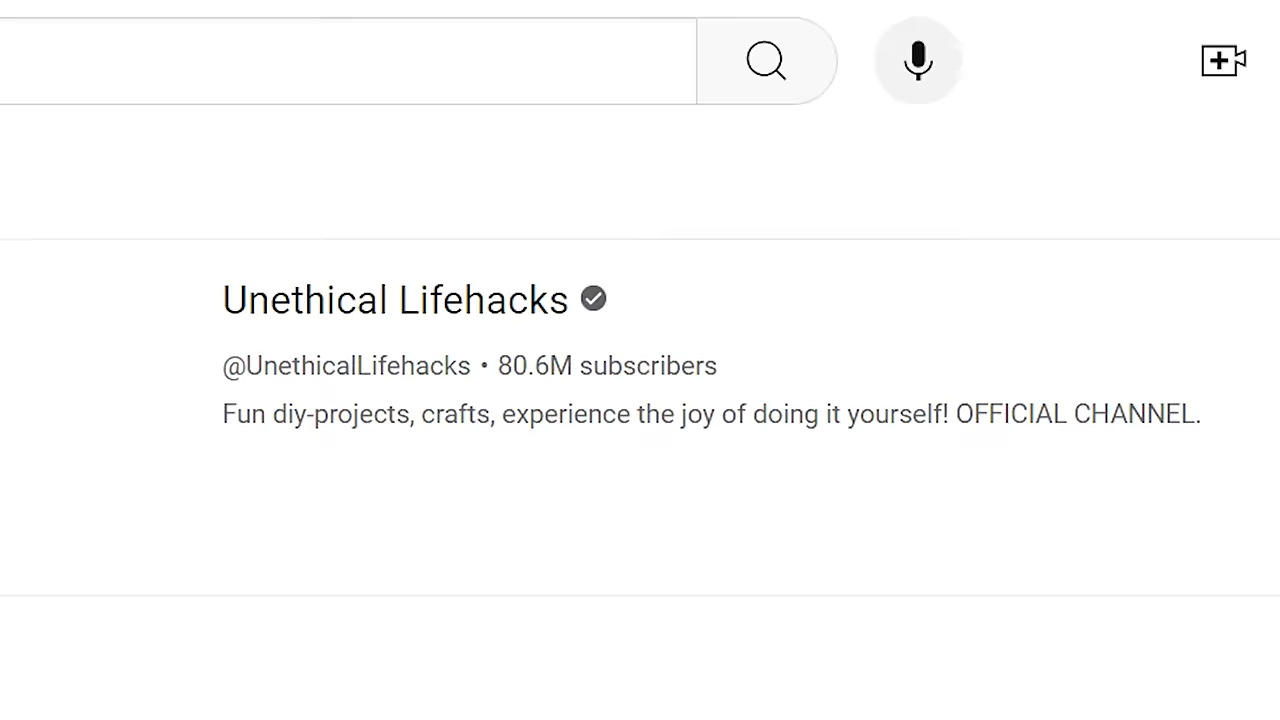 Unethical Lifehacks
@UnethicalLifehacks • 80.6M subscribers
Fun diy-projects, crafts, experience the joy of doing it yourself! OFFICIAL CHANNEL.